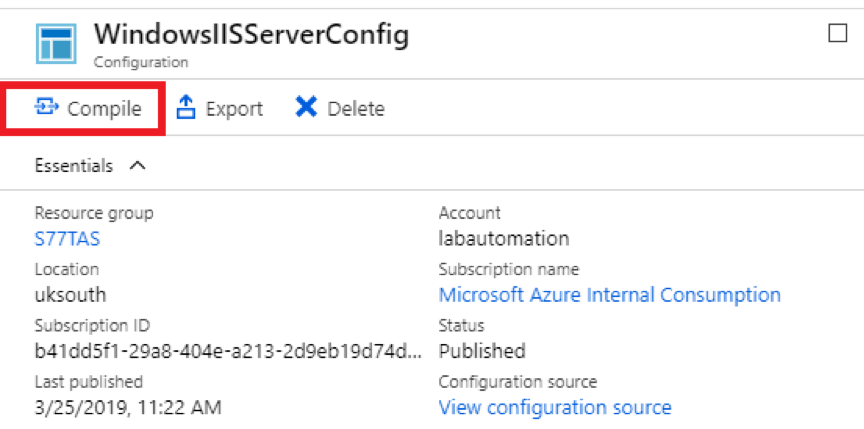 WindowsIISServerConfig
Configuration
Compile Export Delete
Essentials
Resource group
S77TAS
Location
uksouth
Subscription ID
b41dd5f1-29a8-404e-a213-2d9eb19d74d...
Last published
3/25/2019, 11:22 AM
Account
labautomation
Subscription name
Microsoft Azure Internal Consumption
Status
Published
Configuration source
View configuration source